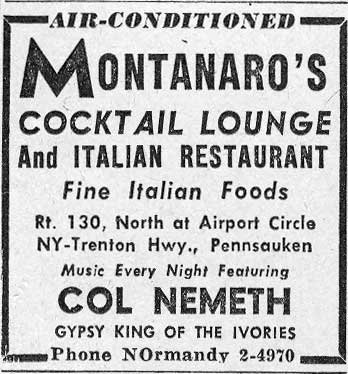 AIR-CONDITIONED
MONTANARO'S
COCKTAIL LOUNGE
And ITALIAN RESTAURANT
Fine Italian Foods
Rt. 130, North at Airport Circle
NY-Trenton Hwy., Pennsauken
Music Every Night Featuring
COL NEMETH
GYPSY KING OF THE IVORIES
Phone NOrmandy 2-4970